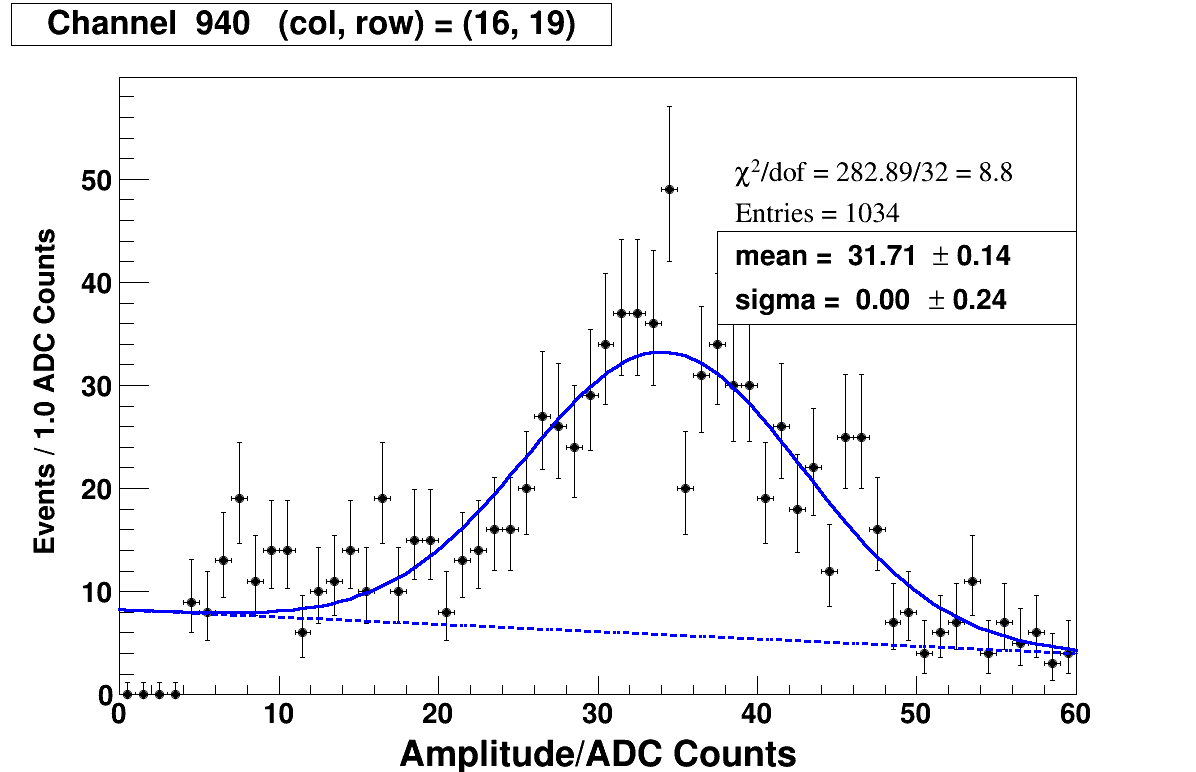 Channel 940 (col, row) = (16, 19)
χ²/dof = 282.89/32 = 8.8
Entries = 1034
mean = 31.71 ± 0.14
sigma = 0.00 ± 0.24
Events / 1.0 ADC Counts
50
40
30
20
10
0
0 10 20 30 40 50 60
Amplitude/ADC Counts